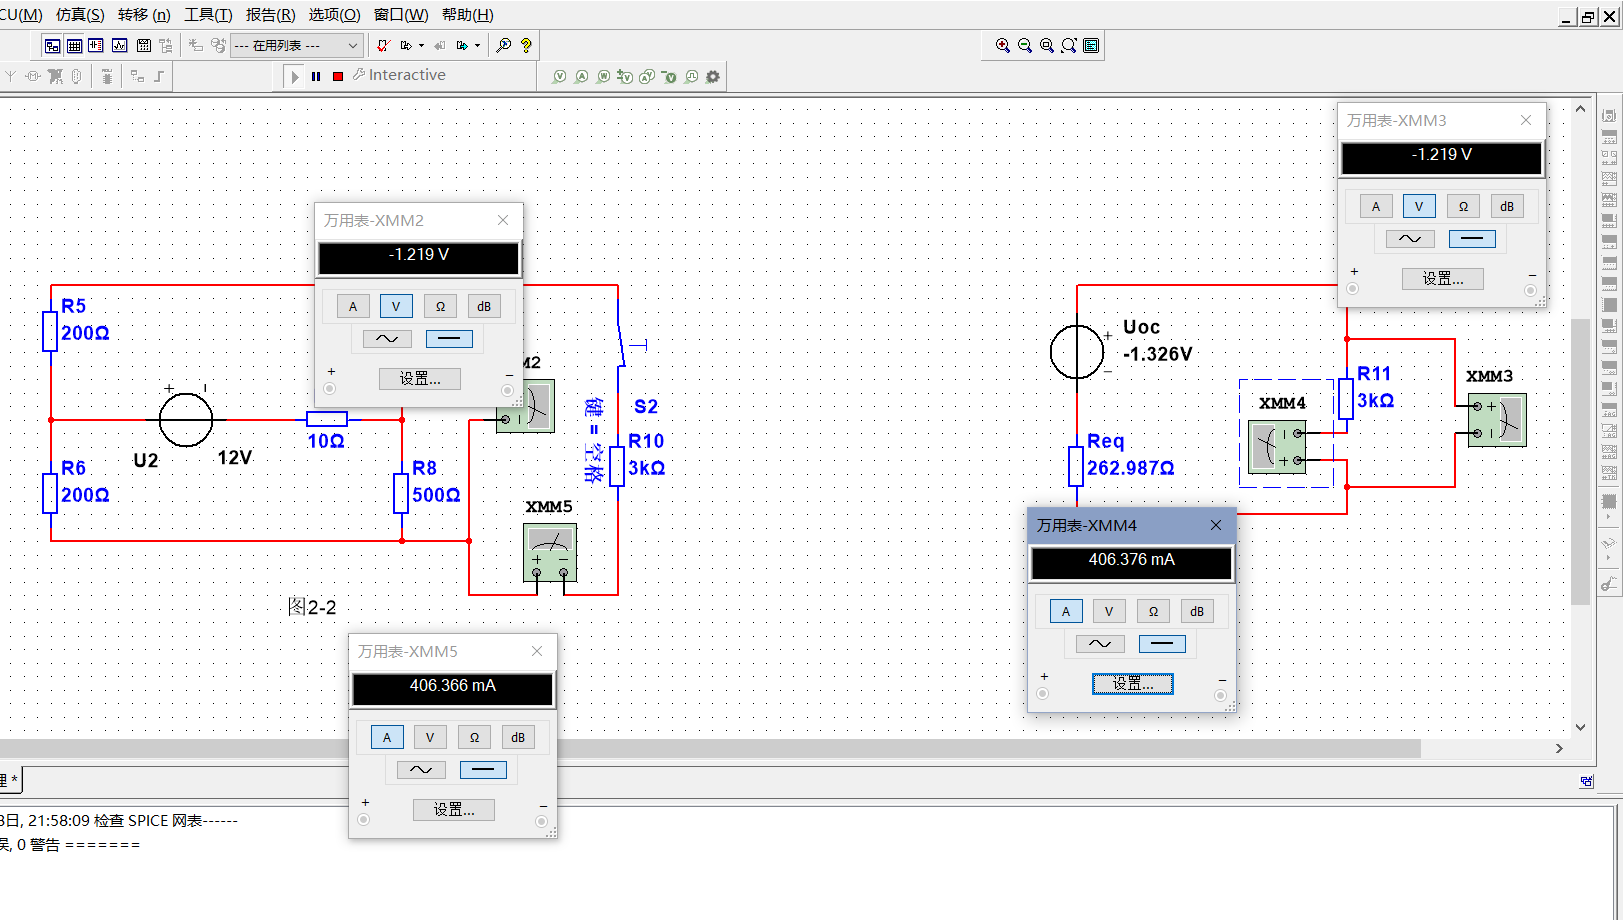 CU(M) 仿真(S) 转移 (n) 工具(T) 报告(R) 选项(O) 窗口(W) 帮助(H)
--- 在用列表 ---
Interactive
万用表-XMM3
-1.219 V
A V Ω dB
设置...
+ −
万用表-XMM2
-1.219 V
A V Ω dB
设置...
+ −
R5
200Ω
M2
S2
键 = 空格
R10
3kΩ
U2
12V
10Ω
R6
200Ω
R8
500Ω
XMM5
图2-2
Uoc
-1.326V
R11
3kΩ
XMM3
XMM4
Req
262.987Ω
万用表-XMM4
406.376 mA
A V Ω dB
设置...
+ −
万用表-XMM5
406.366 mA
A V Ω dB
设置...
+ −
理 *
日, 21:58:09 检查 SPICE 网表------
误, 0 警告 =======